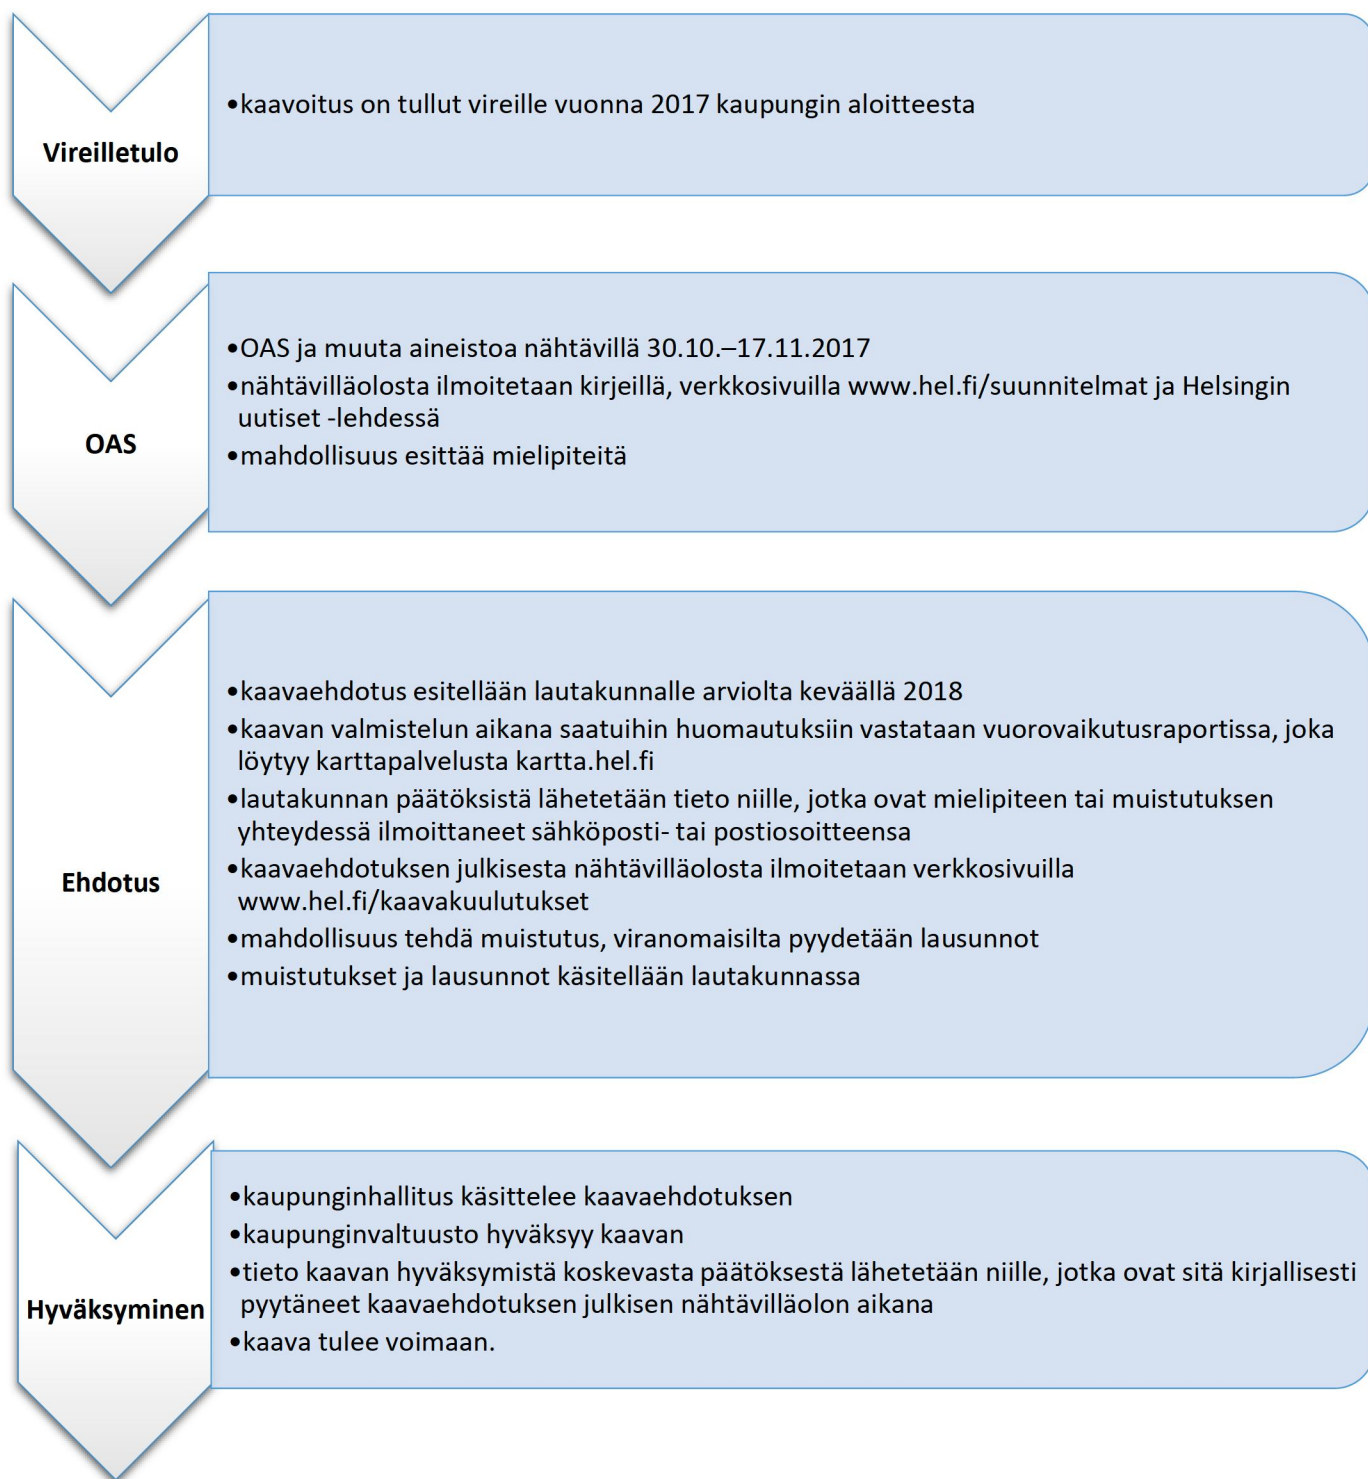 Vireilletulo
•kaavoitus on tullut vireille vuonna 2017 kaupungin aloitteesta
OAS
•OAS ja muuta aineistoa nähtävillä 30.10.–17.11.2017
•nähtävilläolosta ilmoitetaan kirjeillä, verkkosivuilla www.hel.fi/suunnitelmat ja Helsingin
uutiset -lehdessä
•mahdollisuus esittää mielipiteitä
Ehdotus
•kaavaehdotus esitellään lautakunnalle arviolta keväällä 2018
•kaavan valmistelun aikana saatuihin huomautuksiin vastataan vuorovaikutusraportissa, joka
löytyy karttapalvelusta kartta.hel.fi
•lautakunnan päätöksistä lähetetään tieto niille, jotka ovat mielipiteen tai muistutuksen
yhteydessä ilmoittaneet sähköposti- tai postiosoitteensa
•kaavaehdotuksen julkisesta nähtävilläolosta ilmoitetaan verkkosivuilla
www.hel.fi/kaavakuulutukset
•mahdollisuus tehdä muistutus, viranomaisilta pyydetään lausunnot
•muistutukset ja lausunnot käsitellään lautakunnassa
Hyväksyminen
•kaupunginhallitus käsittelee kaavaehdotuksen
•kaupunginvaltuusto hyväksyy kaavan
•tieto kaavan hyväksymistä koskevasta päätöksestä lähetetään niille, jotka ovat sitä kirjallisesti
pyytäneet kaavaehdotuksen julkisen nähtävilläolon aikana
•kaava tulee voimaan.